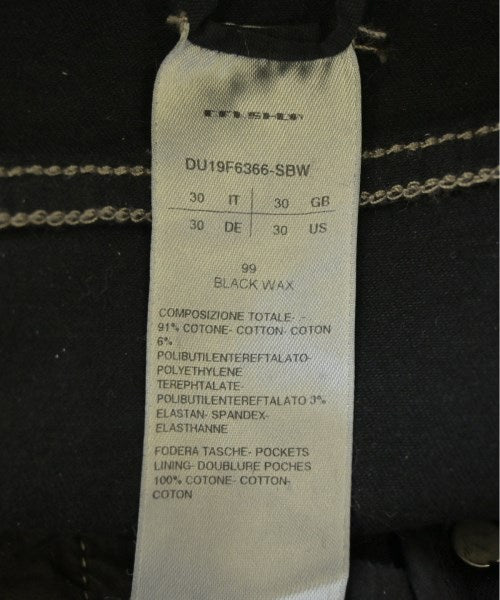 DRKSHDW
DU19F6366-SBW
30 IT 30 GB
30 DE 30 US
99
BLACK WAX
COMPOSIZIONE TOTALE- -
91% COTONE- COTTON- COTON
6%
POLIBUTILENTEREFTALATO-
POLYETHYLENE
TEREPHTALATE-
POLIBUTILENTEREFTALATO 3%
ELASTAN- SPANDEX-
ELASTHANNE
FODERA TASCHE- POCKETS
LINING- DOUBLURE POCHES
100% COTONE- COTTON-
COTON